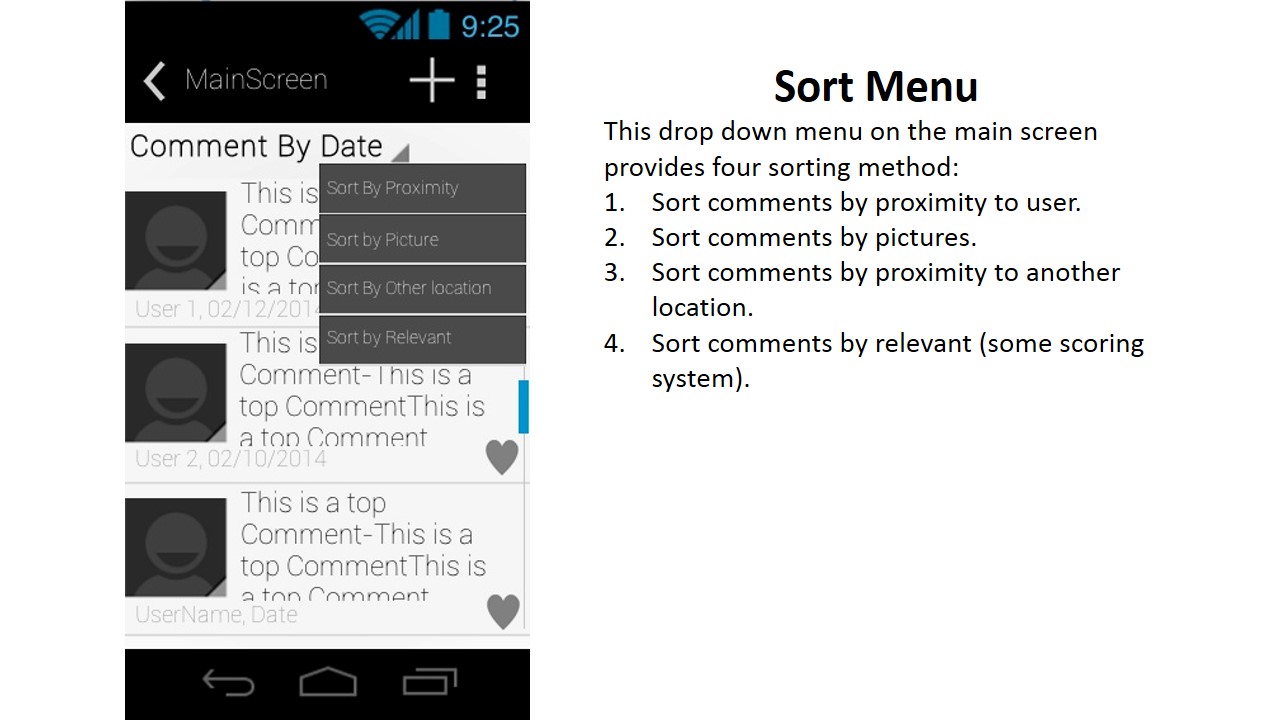 9:25
MainScreen
Comment By Date
This is
Comm
top Co
is a top
User 1, 02/12/2014
Sort By Proximity
Sort by Picture
Sort By Other location
Sort by Relevant
This is
Comment-This is a
top CommentThis is
a top Comment
User 2, 02/10/2014
This is a top
Comment-This is a
top CommentThis is
a top Comment
UserName, Date
Sort Menu
This drop down menu on the main screen
provides four sorting method:
1. Sort comments by proximity to user.
2. Sort comments by pictures.
3. Sort comments by proximity to another
location.
4. Sort comments by relevant (some scoring
system).